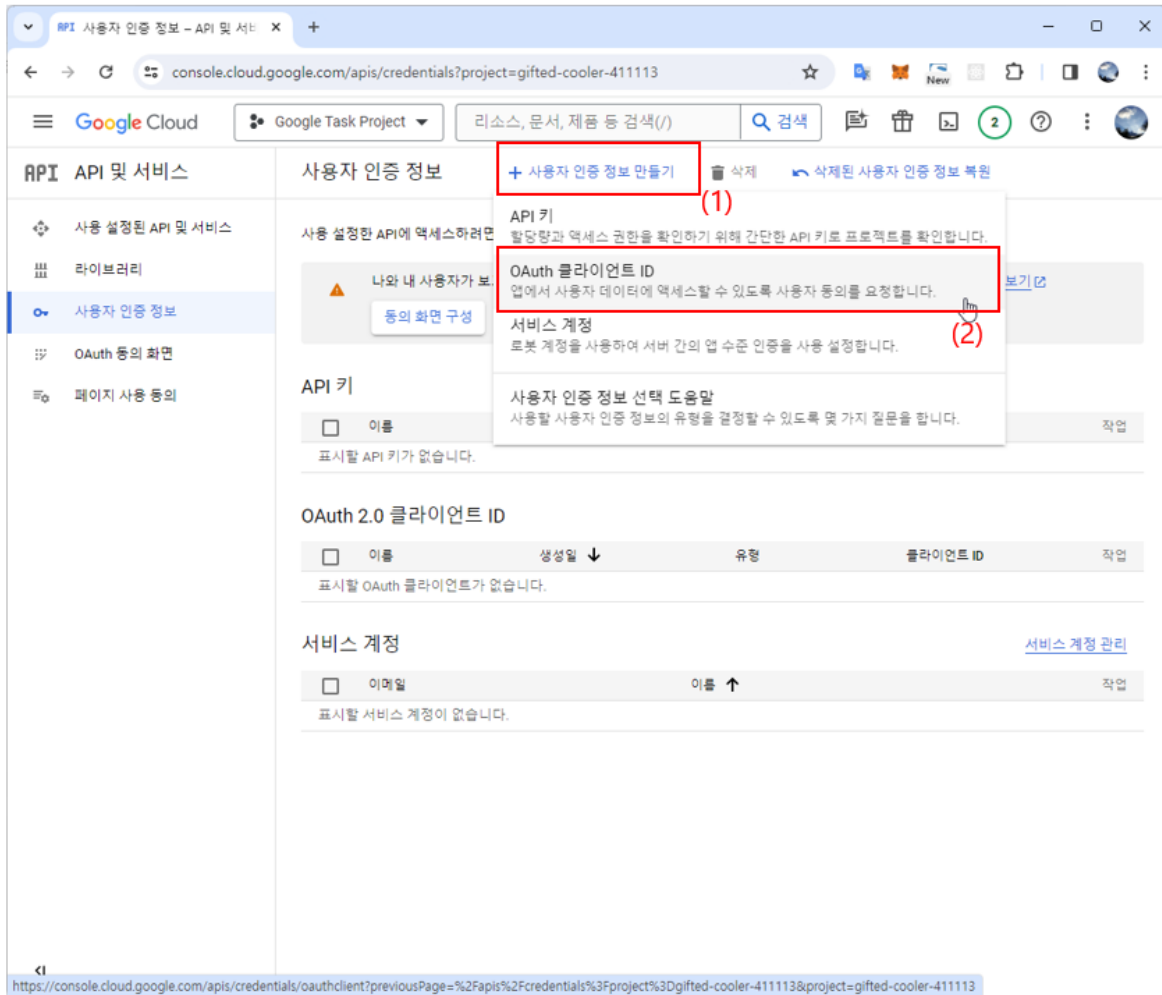 API 사용자 인증 정보 – API 및 서비
console.cloud.google.com/apis/credentials?project=gifted-cooler-411113
New
Google Cloud
Google Task Project
리소스, 문서, 제품 등 검색(/)
검색
2
API API 및 서비스
사용자 인증 정보
+ 사용자 인증 정보 만들기
삭제
삭제된 사용자 인증 정보 복원
(1)
사용 설정된 API 및 서비스
라이브러리
사용자 인증 정보
OAuth 동의 화면
페이지 사용 동의
사용 설정한 API에 액세스하려면
나와 내 사용자가 보
보기
동의 화면 구성
API 키
할당량과 액세스 권한을 확인하기 위해 간단한 API 키로 프로젝트를 확인합니다.
OAuth 클라이언트 ID
앱에서 사용자 데이터에 액세스할 수 있도록 사용자 동의를 요청합니다.
(2)
서비스 계정
로봇 계정을 사용하여 서버 간의 앱 수준 인증을 사용 설정합니다.
사용자 인증 정보 선택 도움말
사용할 사용자 인증 정보의 유형을 결정할 수 있도록 몇 가지 질문을 합니다.
API 키
이름
작업
표시할 API 키가 없습니다.
OAuth 2.0 클라이언트 ID
이름 생성일 유형 클라이언트 ID 작업
표시할 OAuth 클라이언트가 없습니다.
서비스 계정
서비스 계정 관리
이메일 이름 작업
표시할 서비스 계정이 없습니다.
https://console.cloud.google.com/apis/credentials/oauthclient?previousPage=%2Fapis%2Fcredentials%3Fproject%3Dgifted-cooler-411113&project=gifted-cooler-411113